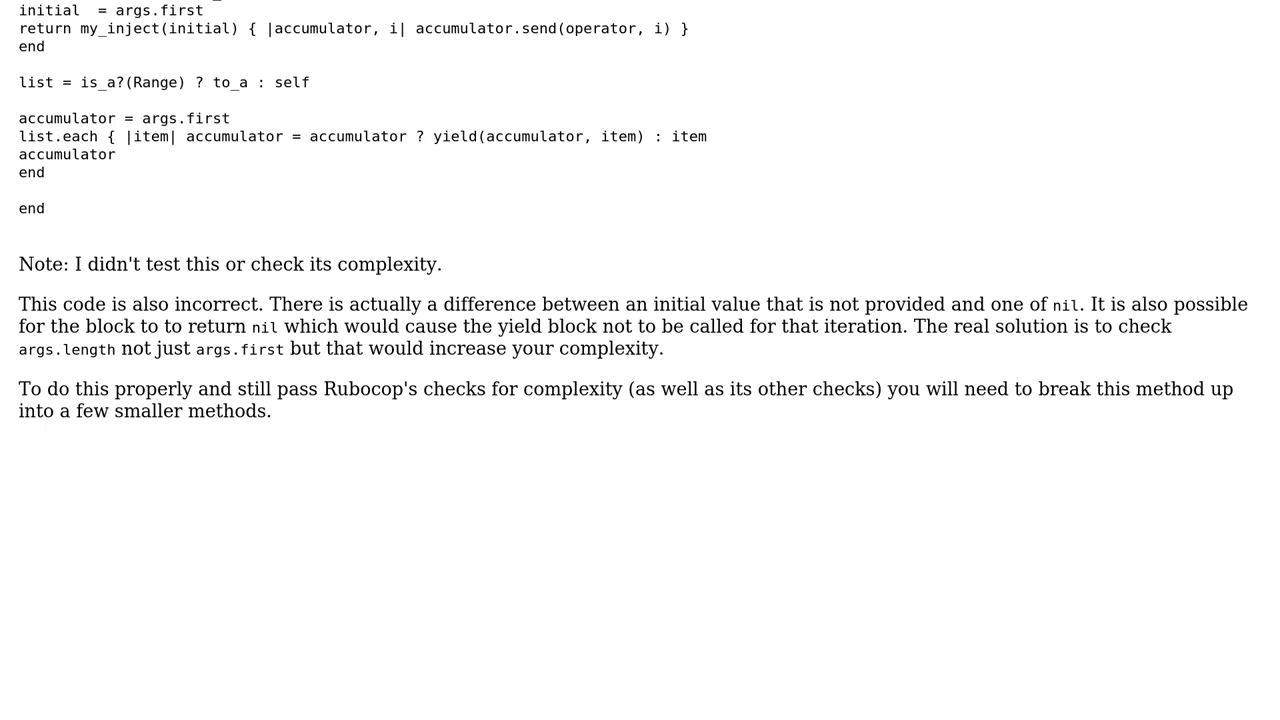 initial  = args.first
return my_inject(initial) { |accumulator, i| accumulator.send(operator, i) }
end
list = is_a?(Range) ? to_a : self
accumulator = args.first
list.each { |item| accumulator = accumulator ? yield(accumulator, item) : item
accumulator
end
end
Note: I didn't test this or check its complexity.
This code is also incorrect. There is actually a difference between an initial value that is not provided and one of nil. It is also possible
for the block to to return nil which would cause the yield block not to be called for that iteration. The real solution is to check
args.length not just args.first but that would increase your complexity.
To do this properly and still pass Rubocop's checks for complexity (as well as its other checks) you will need to break this method up
into a few smaller methods.